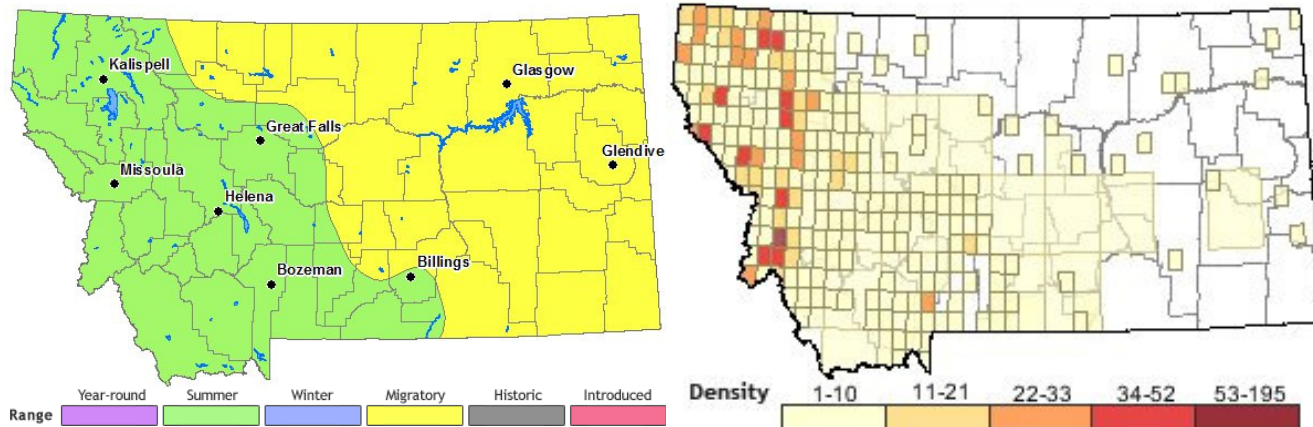 Kalispell
Glasgow
Great Falls
Glendive
Missoula
Helena
Bozeman
Billings
Range
Year-round
Summer
Winter
Migratory
Historic
Introduced
Density
1-10
11-21
22-33
34-52
53-195